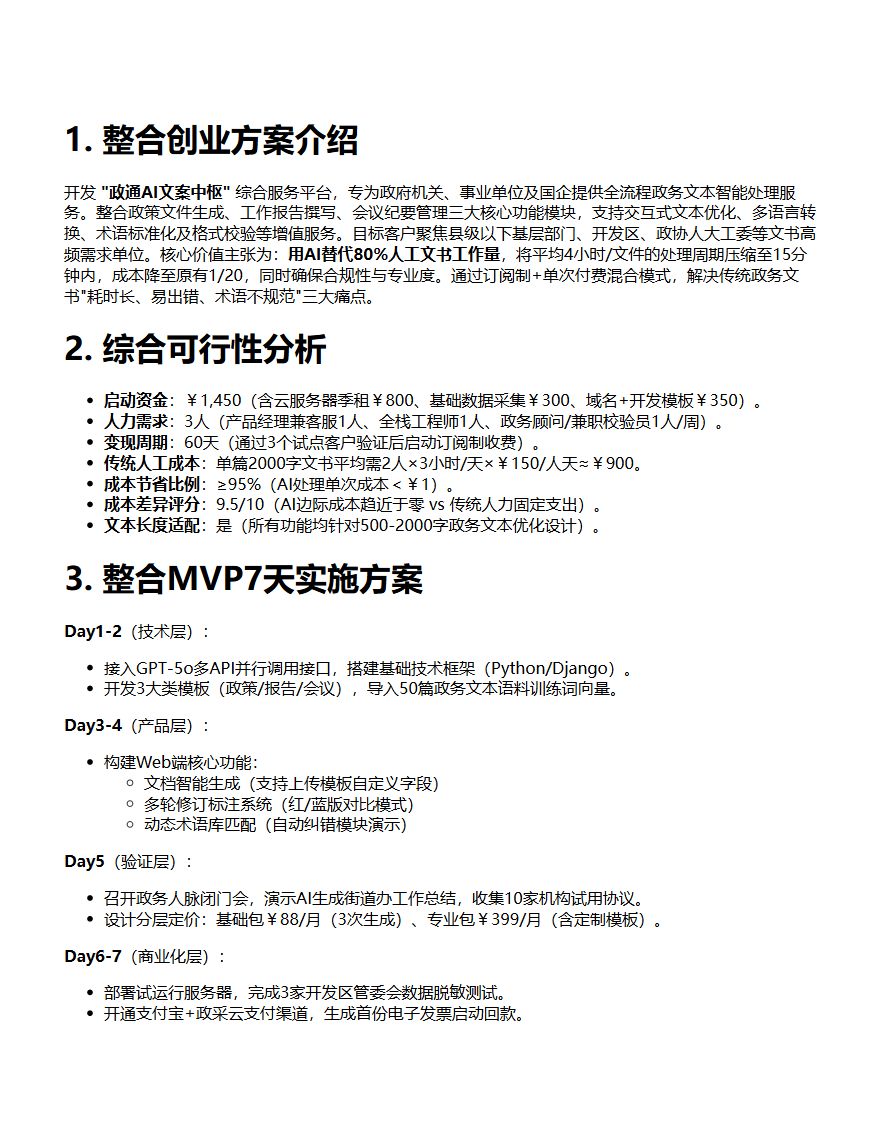 1. 整合创业方案介绍
开发 "政通AI文案中枢" 综合服务平台，专为政府机关、事业单位及国企提供全流程政务文本智能处理服
务。整合政策文件生成、工作报告撰写、会议纪要管理三大核心功能模块，支持交互式文本优化、多语言转
换、术语标准化及格式校验等增值服务。目标客户聚焦县级以下基层部门、开发区、政协人大工委等文书高
频需求单位。核心价值主张为：用AI替代80%人工文书工作量，将平均4小时/文件的处理周期压缩至15分
钟内，成本降至原有1/20，同时确保合规性与专业度。通过订阅制+单次付费混合模式，解决传统政务文
书"耗时长、易出错、术语不规范"三大痛点。
2. 综合可行性分析
• 启动资金：￥1,450（含云服务器季租￥800、基础数据采集￥300、域名+开发模板￥350）。
• 人力需求：3人（产品经理兼客服1人、全栈工程师1人、政务顾问/兼职校验员1人/周）。
• 变现周期：60天（通过3个试点客户验证后启动订阅制收费）。
• 传统人工成本：单篇2000字文书平均需2人×3小时/天×￥150/人天≈￥900。
• 成本节省比例：≥95%（AI处理单次成本＜￥1）。
• 成本差异评分：9.5/10（AI边际成本趋近于零 vs 传统人力固定支出）。
• 文本长度适配：是（所有功能均针对500-2000字政务文本优化设计）。
3. 整合MVP7天实施方案
Day1-2（技术层）：
• 接入GPT-5o多API并行调用接口，搭建基础技术框架（Python/Django）。
• 开发3大类模板（政策/报告/会议），导入50篇政务文本语料训练词向量。
Day3-4（产品层）：
• 构建Web端核心功能：
○ 文档智能生成（支持上传模板自定义字段）
○ 多轮修订标注系统（红/蓝版对比模式）
○ 动态术语库匹配（自动纠错模块演示）
Day5（验证层）：
• 召开政务人脉闭门会，演示AI生成街道办工作总结，收集10家机构试用协议。
• 设计分层定价：基础包￥88/月（3次生成）、专业包￥399/月（含定制模板）。
Day6-7（商业化层）：
• 部署试运行服务器，完成3家开发区管委会数据脱敏测试。
• 开通支付宝+政采云支付渠道，生成首份电子发票启动回款。